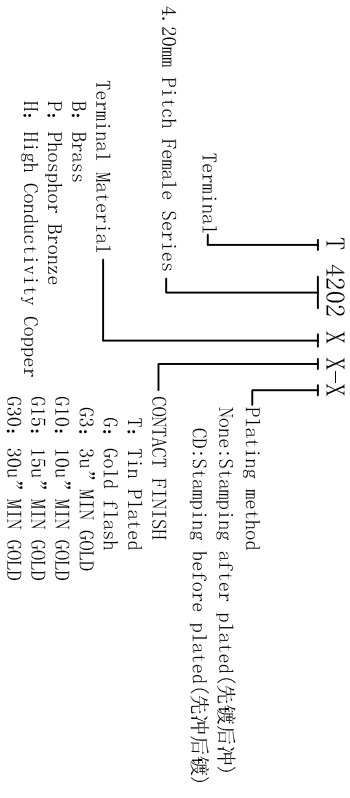 T 4202 X X-X
Terminal
4.20mm Pitch Female Series
Terminal Material
B: Brass
P: Phosphor Bronze
H: High Conductivity Copper
Plating method
None:Stamping after plated(先镀后冲)
CD:Stamping before plated(先冲后镀)
CONTACT FINISH
T: Tin Plated
G: Gold flash
G3: 3u” MIN GOLD
G10: 10u” MIN GOLD
G15: 15u” MIN GOLD
G30: 30u” MIN GOLD